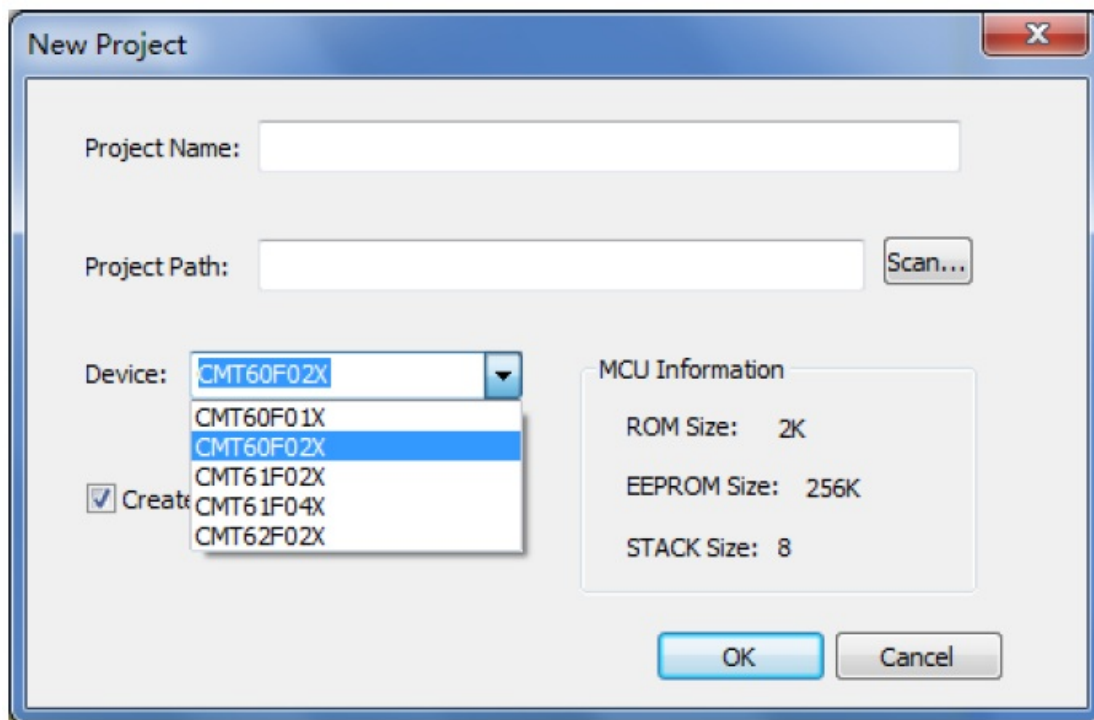 New Project
X
Project Name:
Project Path:
Scan...
Device: CMT60F02X
CMT60F01X
CMT60F02X
CMT61F02X
CMT61F04X
CMT62F02X
Create
MCU Information
ROM Size: 2K
EEPROM Size: 256K
STACK Size: 8
OK
Cancel